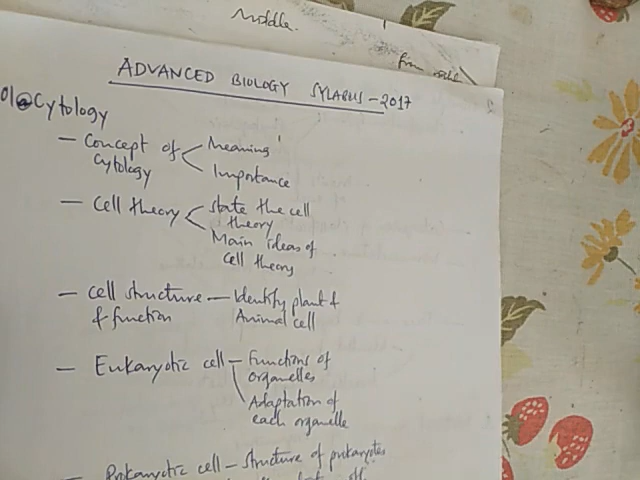 Middle.
from
ADVANCED BIOLOGY SYLABUS - 2017
01 Cytology
— Concept of Cytology < Meaning
Importance
— Cell theory < state the cell theory
Main ideas of cell theory
— Cell structure & function — Identify plant & Animal cell
— Eukaryotic cell — Functions of organelles
Adaptation of each organelle
— Prokaryotic cell — structure of prokaryotes